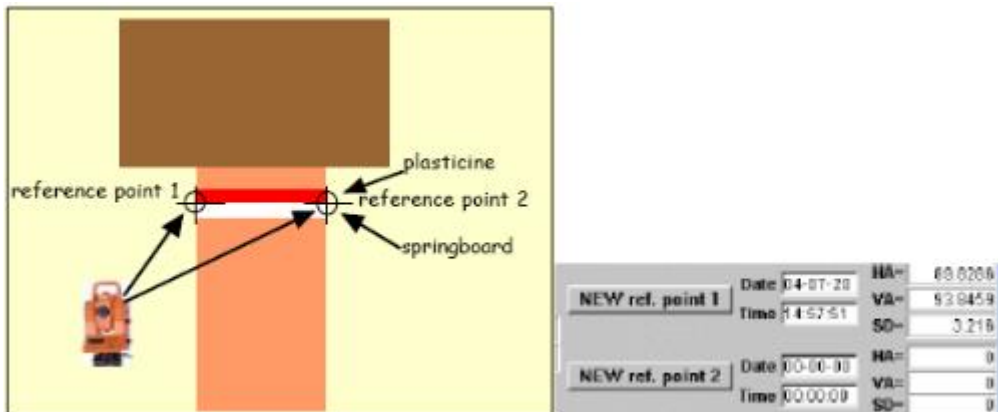 plasticine
reference point 1
reference point 2
springboard
NEW ref. point 1
Date 04-07-20
Time 14:57:51
HA=
VA= 93.8459
SD= 3.216
NEW ref. point 2
Date 00-00-00
Time 00:00:00
HA= 0
VA= 0
SD= 0